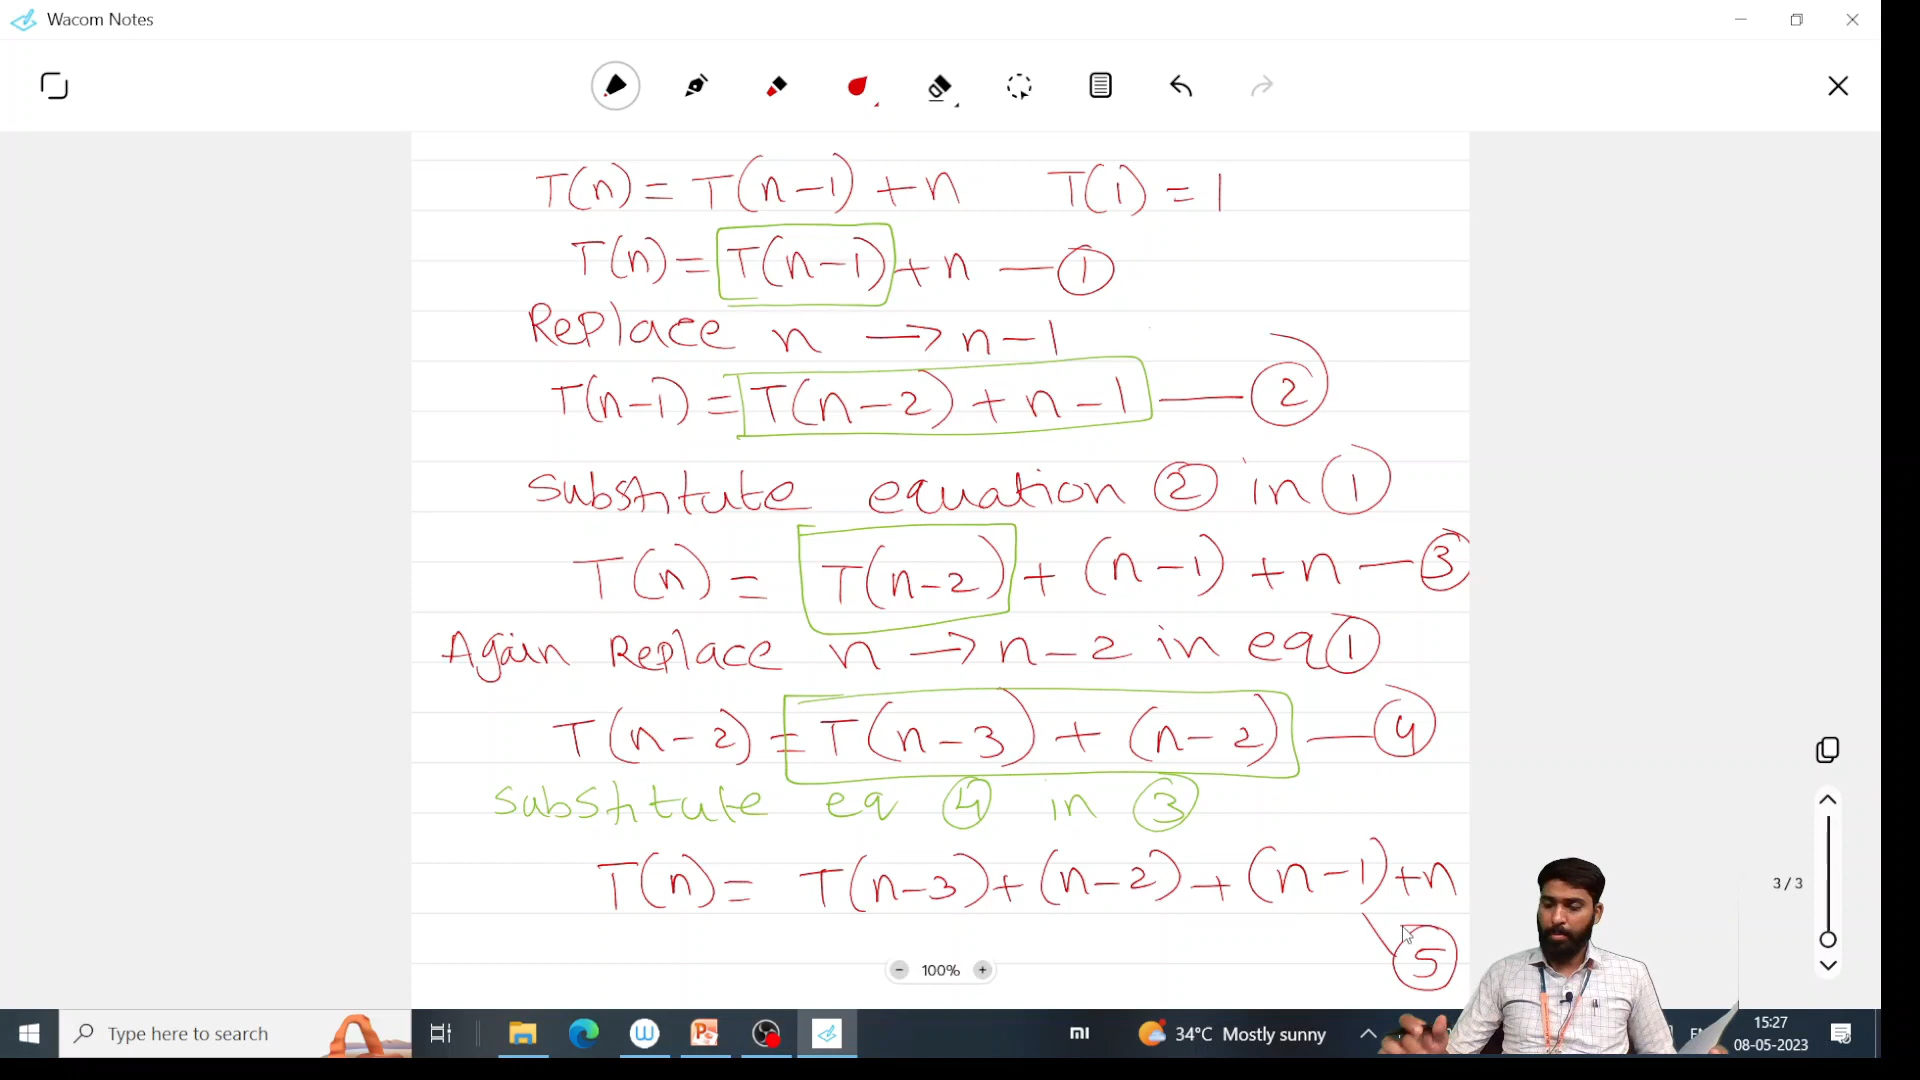 Wacom Notes
T(n) = T(n-1) + n T(1) = 1
T(n) = T(n-1) + n — ①
Replace n → n-1
T(n-1) = T(n-2) + n-1 — ②
Substitute equation ② in ①
T(n) = T(n-2) + (n-1) + n — ③
Again Replace n → n-2 in eq ①
T(n-2) = T(n-3) + (n-2) — ④
Substitute eq ④ in ③
T(n) = T(n-3) + (n-2) + (n-1) + n
⑤
3 / 3
100%
Type here to search
34°C Mostly sunny
15:27
08-05-2023